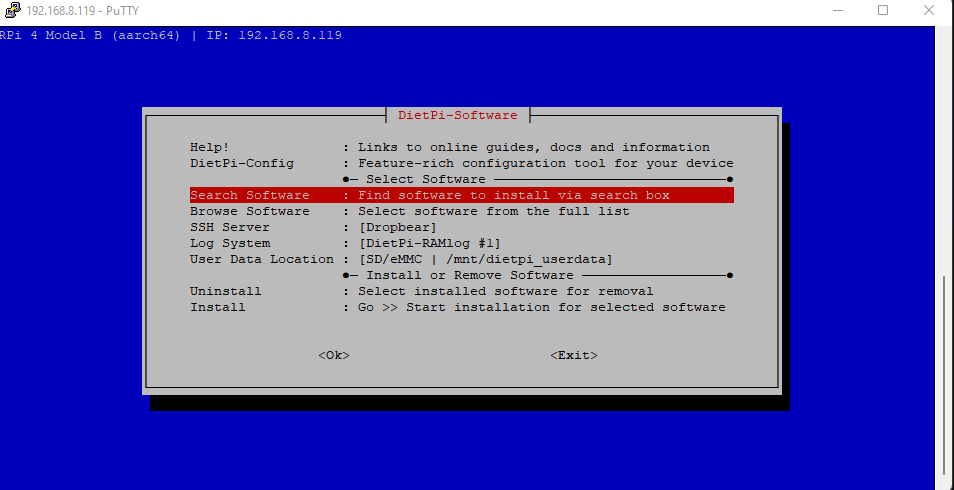 192.168.8.119 - PuTTY
RPi 4 Model B (aarch64) | IP: 192.168.8.119
DietPi-Software
Help! : Links to online guides, docs and information
DietPi-Config : Feature-rich configuration tool for your device
●─ Select Software ─●
Search Software : Find software to install via search box
Browse Software : Select software from the full list
SSH Server : [Dropbear]
Log System : [DietPi-RAMlog #1]
User Data Location : [SD/eMMC | /mnt/dietpi_userdata]
●─ Install or Remove Software ─●
Uninstall : Select installed software for removal
Install : Go >> Start installation for selected software
<Ok> <Exit>